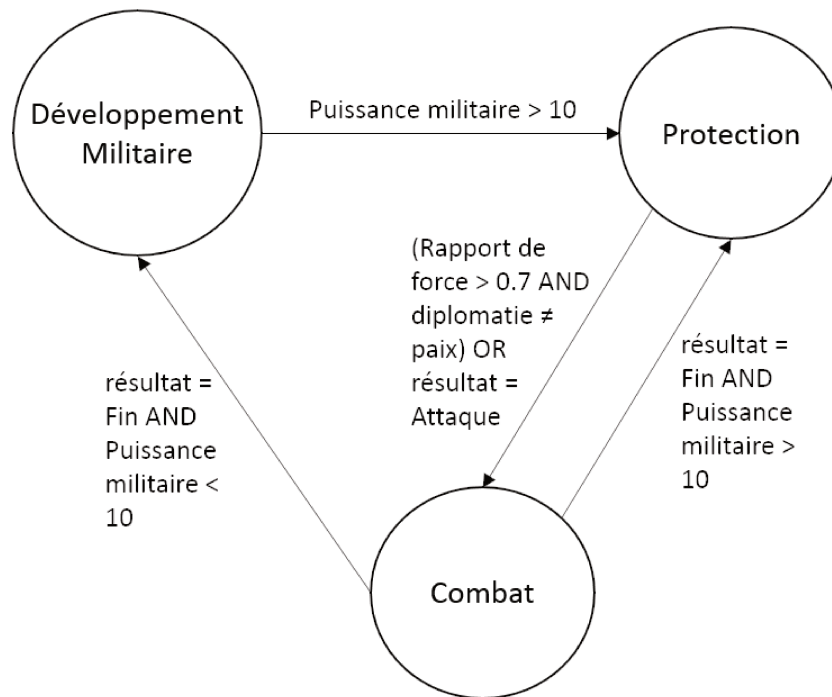 Développement
Militaire
Puissance militaire > 10
Protection
(Rapport de
force > 0.7 AND
diplomatie ≠
paix) OR
résultat =
Attaque
résultat =
Fin AND
Puissance
militaire >
10
résultat =
Fin AND
Puissance
militaire <
10
Combat